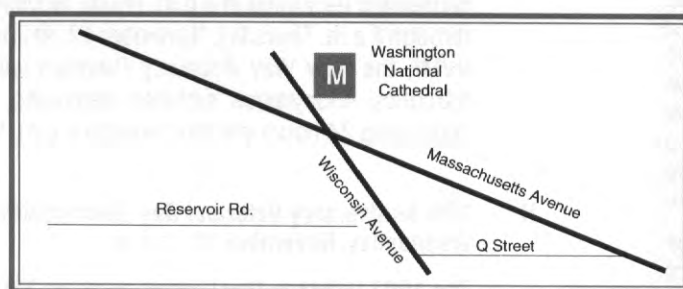 M
Washington
National
Cathedral
Massachusetts Avenue
Wisconsin Avenue
Reservoir Rd.
Q Street